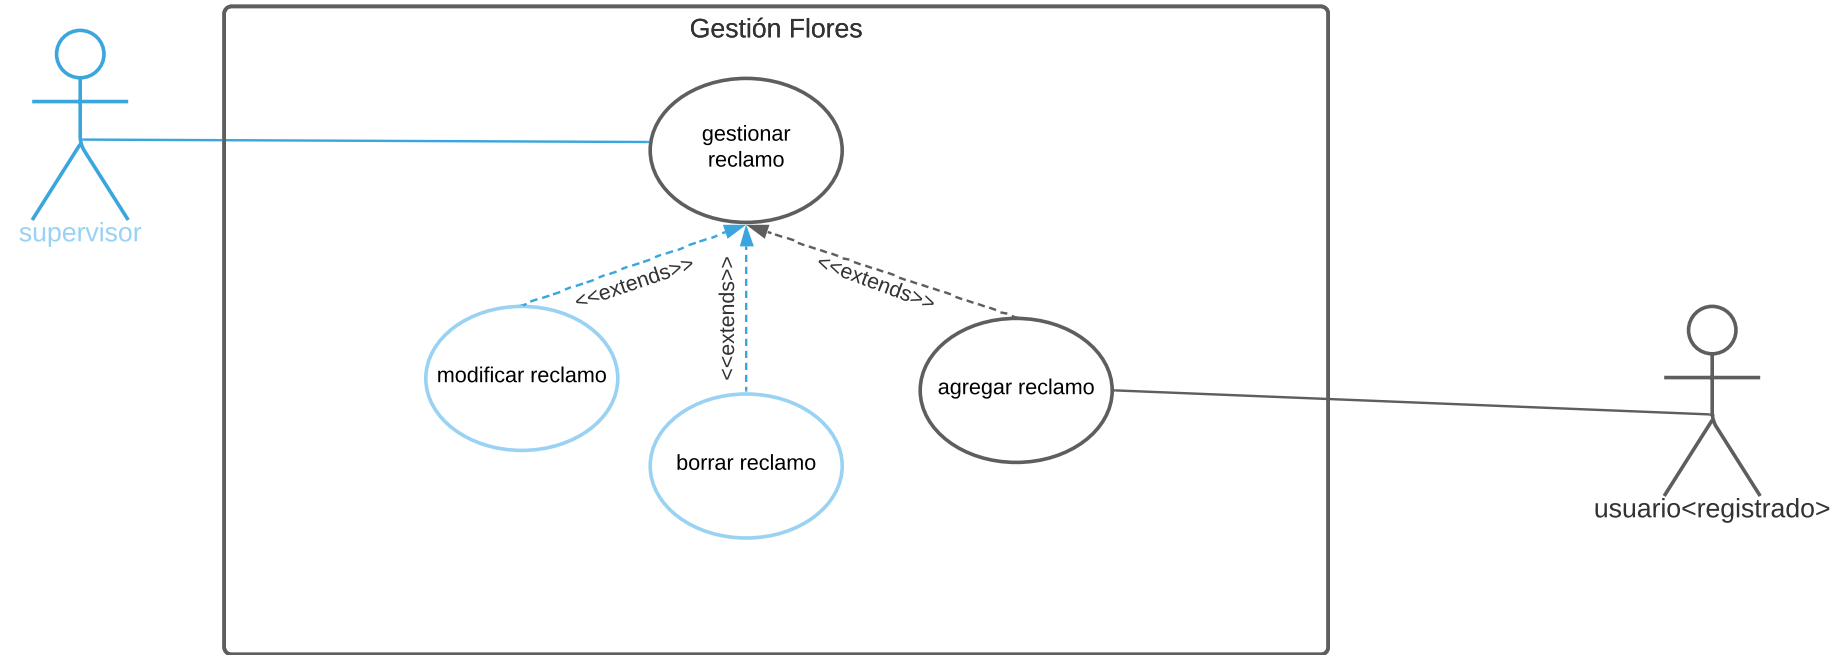 Gestión Flores
supervisor
gestionar
reclamo
<<extends>>
<<extends>>
<<extends>>
modificar reclamo
borrar reclamo
agregar reclamo
usuario<registrado>